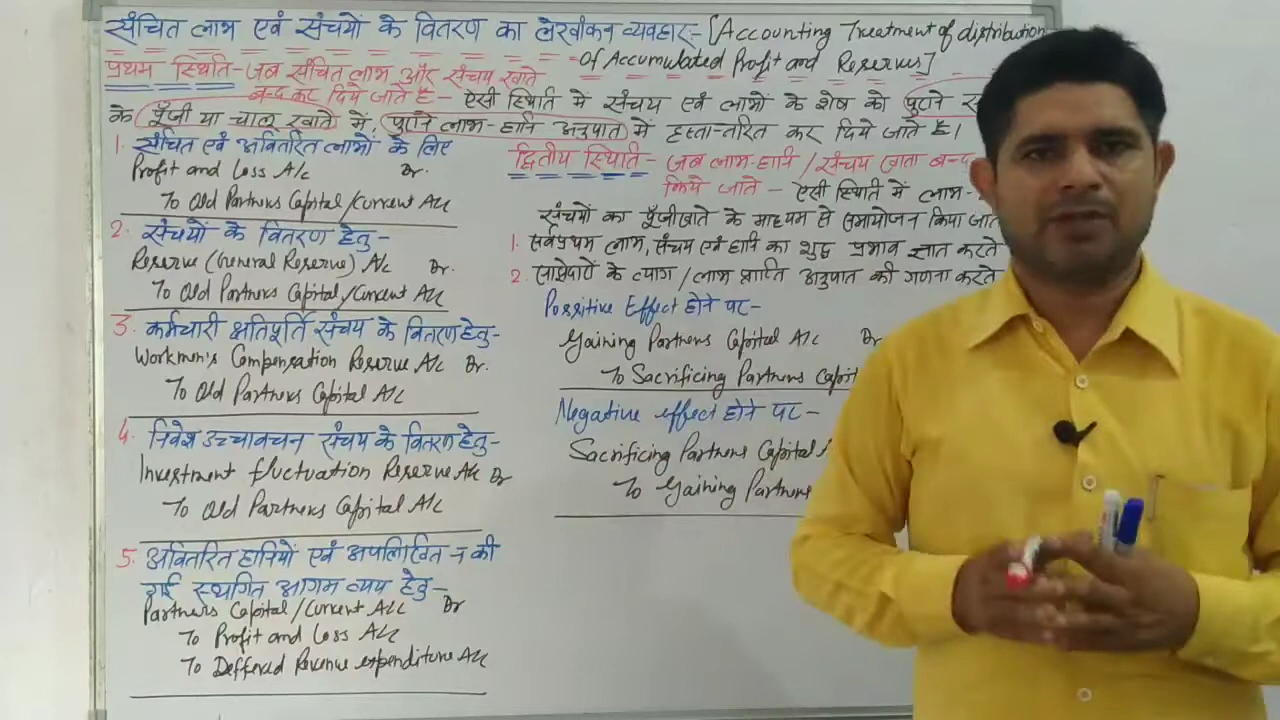 संचित लाभ एवं संचयों के वितरण का लेखांकन व्यवहार:- [Accounting Treatment of distribution
Of Accumulated Profit and Reserves]
प्रथम स्थिति - जब संचित लाभ और संचय खाते
बन्द कर दिये जाते है - ऐसी स्थिति में संचय एवं लाभों के शेष को पुराने
के पूँजी या चालू खाते में, पुराने लाभ-हानि अनुपात में हस्तान्तरित कर दिये जाते है।
1. संचित एवं अवितरित लाभों के लिए
Profit and Loss A/c Dr.
To Old Partners Capital/Current A/c
2. संचयों के वितरण हेतु-
Reserve (General Reserve) A/c Dr.
To Old Partners Capital/Current A/c
3. कर्मचारी क्षतिपूर्ति संचय के वितरण हेतु-
Workmen's Compensation Reserve A/c Dr.
To Old Partners Capital A/c
4. निवेश उच्चावचन संचय के वितरण हेतु-
Investment fluctuation Reserve A/c Dr
To Old Partners Capital A/c
5. अवितरित हानियों एवं अपलिखित न की
गई स्थगित आगम व्यय हेतु-
Partners Capital/Current A/c Dr
To Profit and Loss A/c
To Deffered Revenue expenditure A/c
द्वितीय स्थिति - जब लाभ-हानि/संचय खाता बन्द
किये जाते - ऐसी स्थिति में लाभ-
संचयों का पूँजी खाते के माध्यम से समायोजन किया जाता
1. सर्वप्रथम लाभ, संचय एवं हानि का शुद्ध प्रभाव ज्ञात करते
2. साझेदारों के त्याग/लाभ प्राप्ति अनुपात की गणना करते
Possitive Effect होने पर-
Gaining Partners Capital A/c Dr
To Sacrificing Partners Capit
Negative effect होने पर-
Sacrificing Partners Capital A
To Gaining Partners